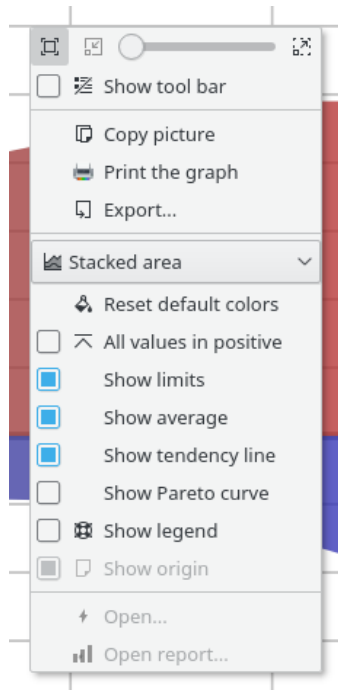 Show tool bar
Copy picture
Print the graph
Export...
Stacked area
Reset default colors
All values in positive
Show limits
Show average
Show tendency line
Show Pareto curve
Show legend
Show origin
Open...
Open report...